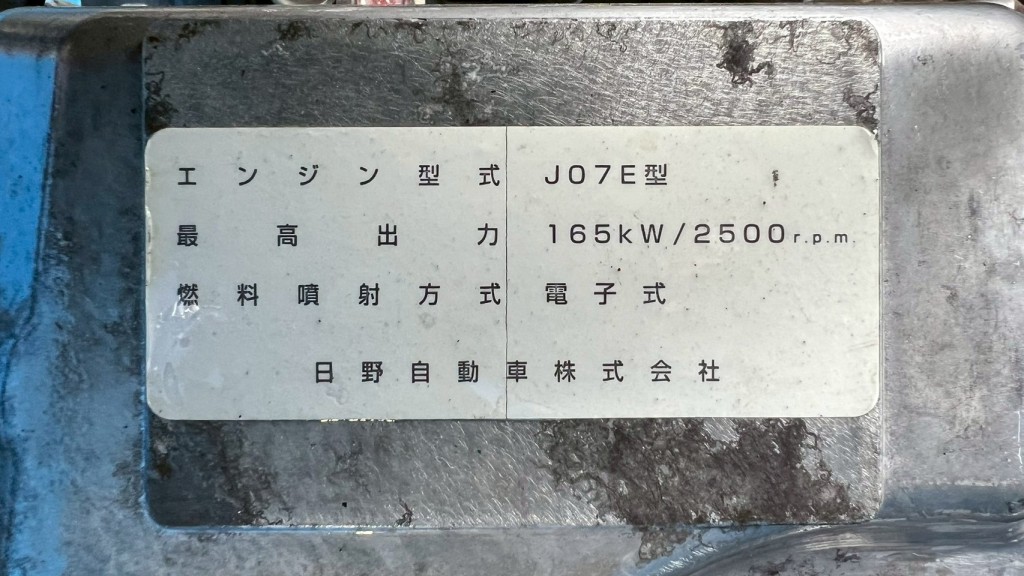 エンジン型式 J07E型
最高出力 165kW/2500r.p.m.
燃料噴射方式 電子式
日野自動車株式会社